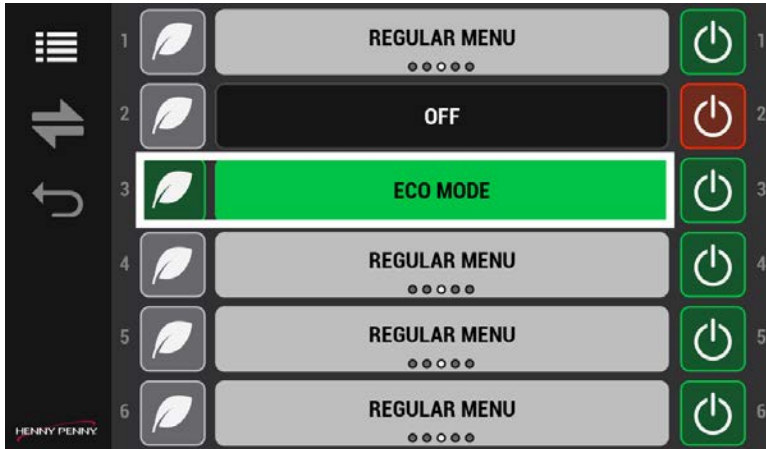 1 REGULAR MENU 1
2 OFF 2
3 ECO MODE 3
4 REGULAR MENU 4
5 REGULAR MENU 5
6 REGULAR MENU 6
HENNY PENNY